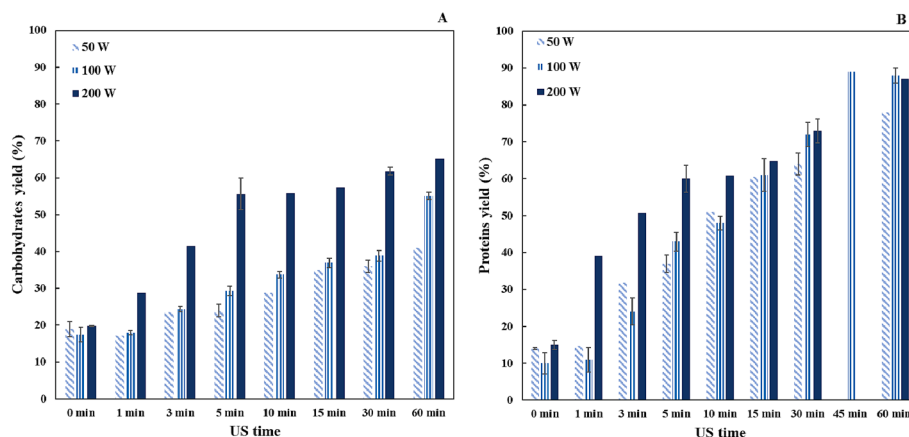 A
100
90
80
70
60
50
40
30
20
10
0
Carbohydrates yield (%)
50 W
100 W
200 W
0 min 1 min 3 min 5 min 10 min 15 min 30 min 60 min
US time
B
100
90
80
70
60
50
40
30
20
10
0
Proteins yield (%)
50 W
100 W
200 W
0 min 1 min 3 min 5 min 10 min 15 min 30 min 45 min 60 min
US time